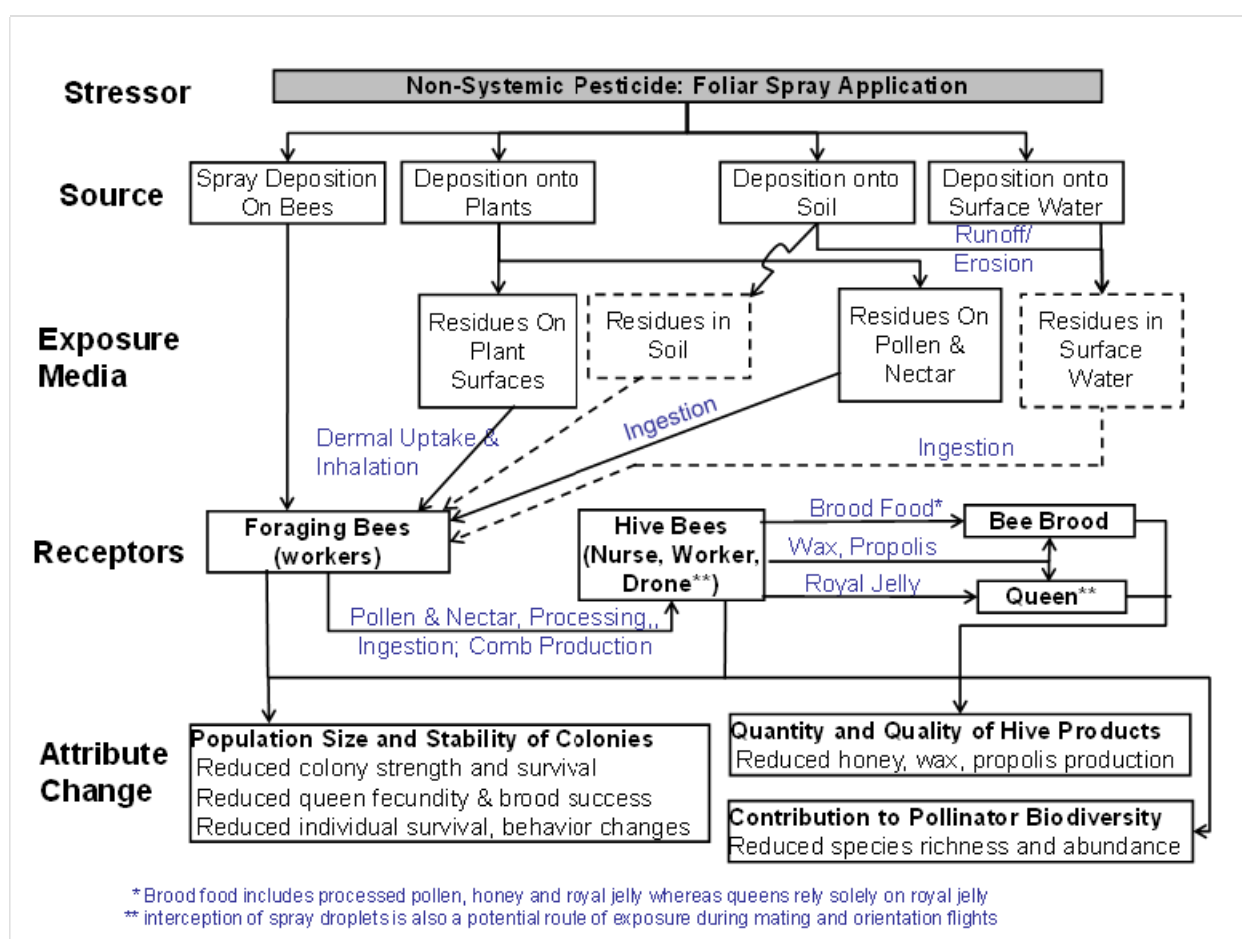 Stressor
Non-Systemic Pesticide: Foliar Spray Application
Source
Spray Deposition
On Bees
Deposition onto
Plants
Deposition onto
Soil
Deposition onto
Surface Water
Runoff/
Erosion
Exposure
Media
Residues On
Plant
Surfaces
Residues in
Soil
Residues On
Pollen &
Nectar
Residues in
Surface
Water
Dermal Uptake &
Inhalation
Ingestion
Ingestion
Receptors
Foraging Bees
(workers)
Hive Bees
(Nurse, Worker,
Drone**)
Brood Food*
Wax, Propolis
Royal Jelly
Bee Brood
Queen**
Pollen & Nectar, Processing,,
Ingestion; Comb Production
Attribute
Change
Population Size and Stability of Colonies
Reduced colony strength and survival
Reduced queen fecundity & brood success
Reduced individual survival, behavior changes
Quantity and Quality of Hive Products
Reduced honey, wax, propolis production
Contribution to Pollinator Biodiversity
Reduced species richness and abundance
* Brood food includes processed pollen, honey and royal jelly whereas queens rely solely on royal jelly
** interception of spray droplets is also a potential route of exposure during mating and orientation flights